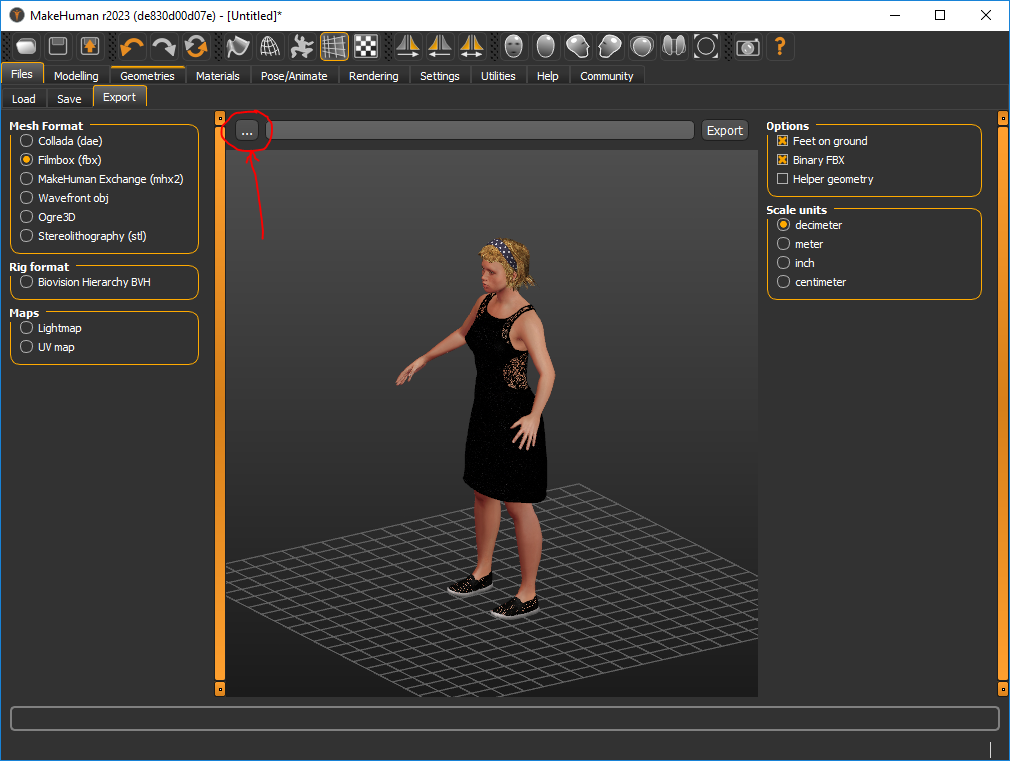 MakeHuman r2023 (de830d00d07e) - [Untitled]*
?
Files Modelling Geometries Materials Pose/Animate Rendering Settings Utilities Help Community
Load Save Export
Mesh Format
Collada (dae)
Filmbox (fbx)
MakeHuman Exchange (mhx2)
Wavefront obj
Ogre3D
Stereolithography (stl)
Rig format
Biovision Hierarchy BVH
Maps
Lightmap
UV map
... Export
Options
Feet on ground
Binary FBX
Helper geometry
Scale units
decimeter
meter
inch
centimeter